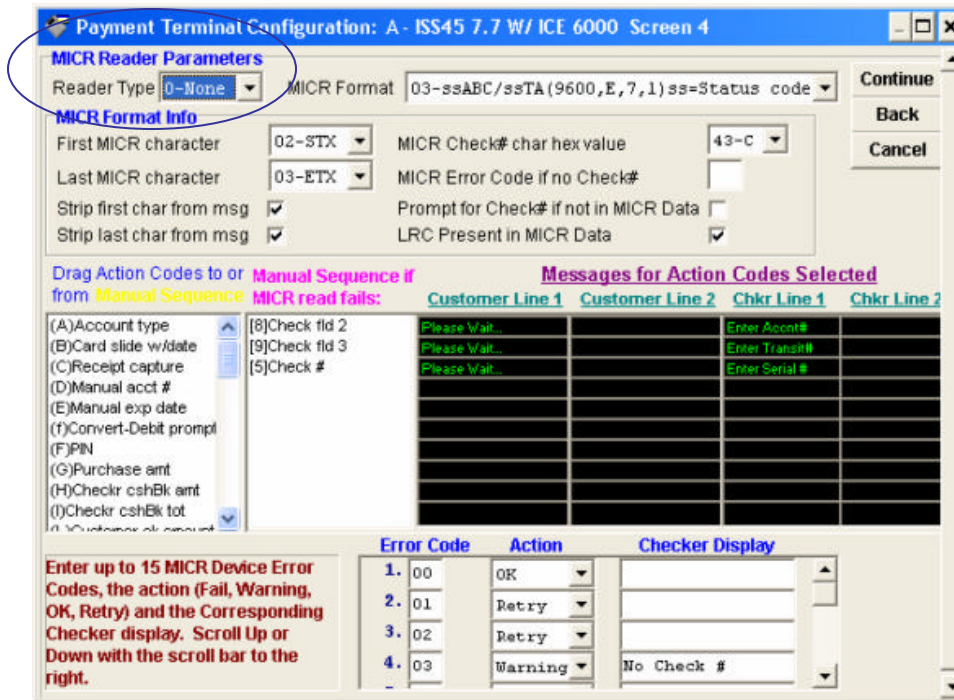 Payment Terminal Configuration: A - ISS45 7.7 W/ ICE 6000 Screen 4
MICR Reader Parameters
Reader Type 0-None MICR Format 03-ssABC/ssTA(9600,E,7,1)ss=Status code
Continue
Back
Cancel
MICR Format Info
First MICR character 02-STX MICR Check# char hex value 43-C
Last MICR character 03-ETX MICR Error Code if no Check#
Strip first char from msg Prompt for Check# if not in MICR Data
Strip last char from msg LRC Present in MICR Data
Drag Action Codes to or
from Manual Sequence
Manual Sequence if
MICR read fails:
Messages for Action Codes Selected
Customer Line 1 Customer Line 2 Chkr Line 1 Chkr Line 2
(A)Account type
(B)Card slide w/date
(C)Receipt capture
(D)Manual acct #
(E)Manual exp date
(f)Convert-Debit prompt
(F)PIN
(G)Purchase amt
(H)Checkr cshBk amt
(I)Checkr cshBk tot
[8]Check fld 2
[9]Check fld 3
[5]Check #
Please Wait... Enter Accnt#
Please Wait... Enter Transit#
Please Wait... Enter Serial #
Enter up to 15 MICR Device Error
Codes, the action (Fail, Warning,
OK, Retry) and the Corresponding
Checker display. Scroll Up or
Down with the scroll bar to the
right.
Error Code Action Checker Display
1. 00 OK
2. 01 Retry
3. 02 Retry
4. 03 Warning No Check #